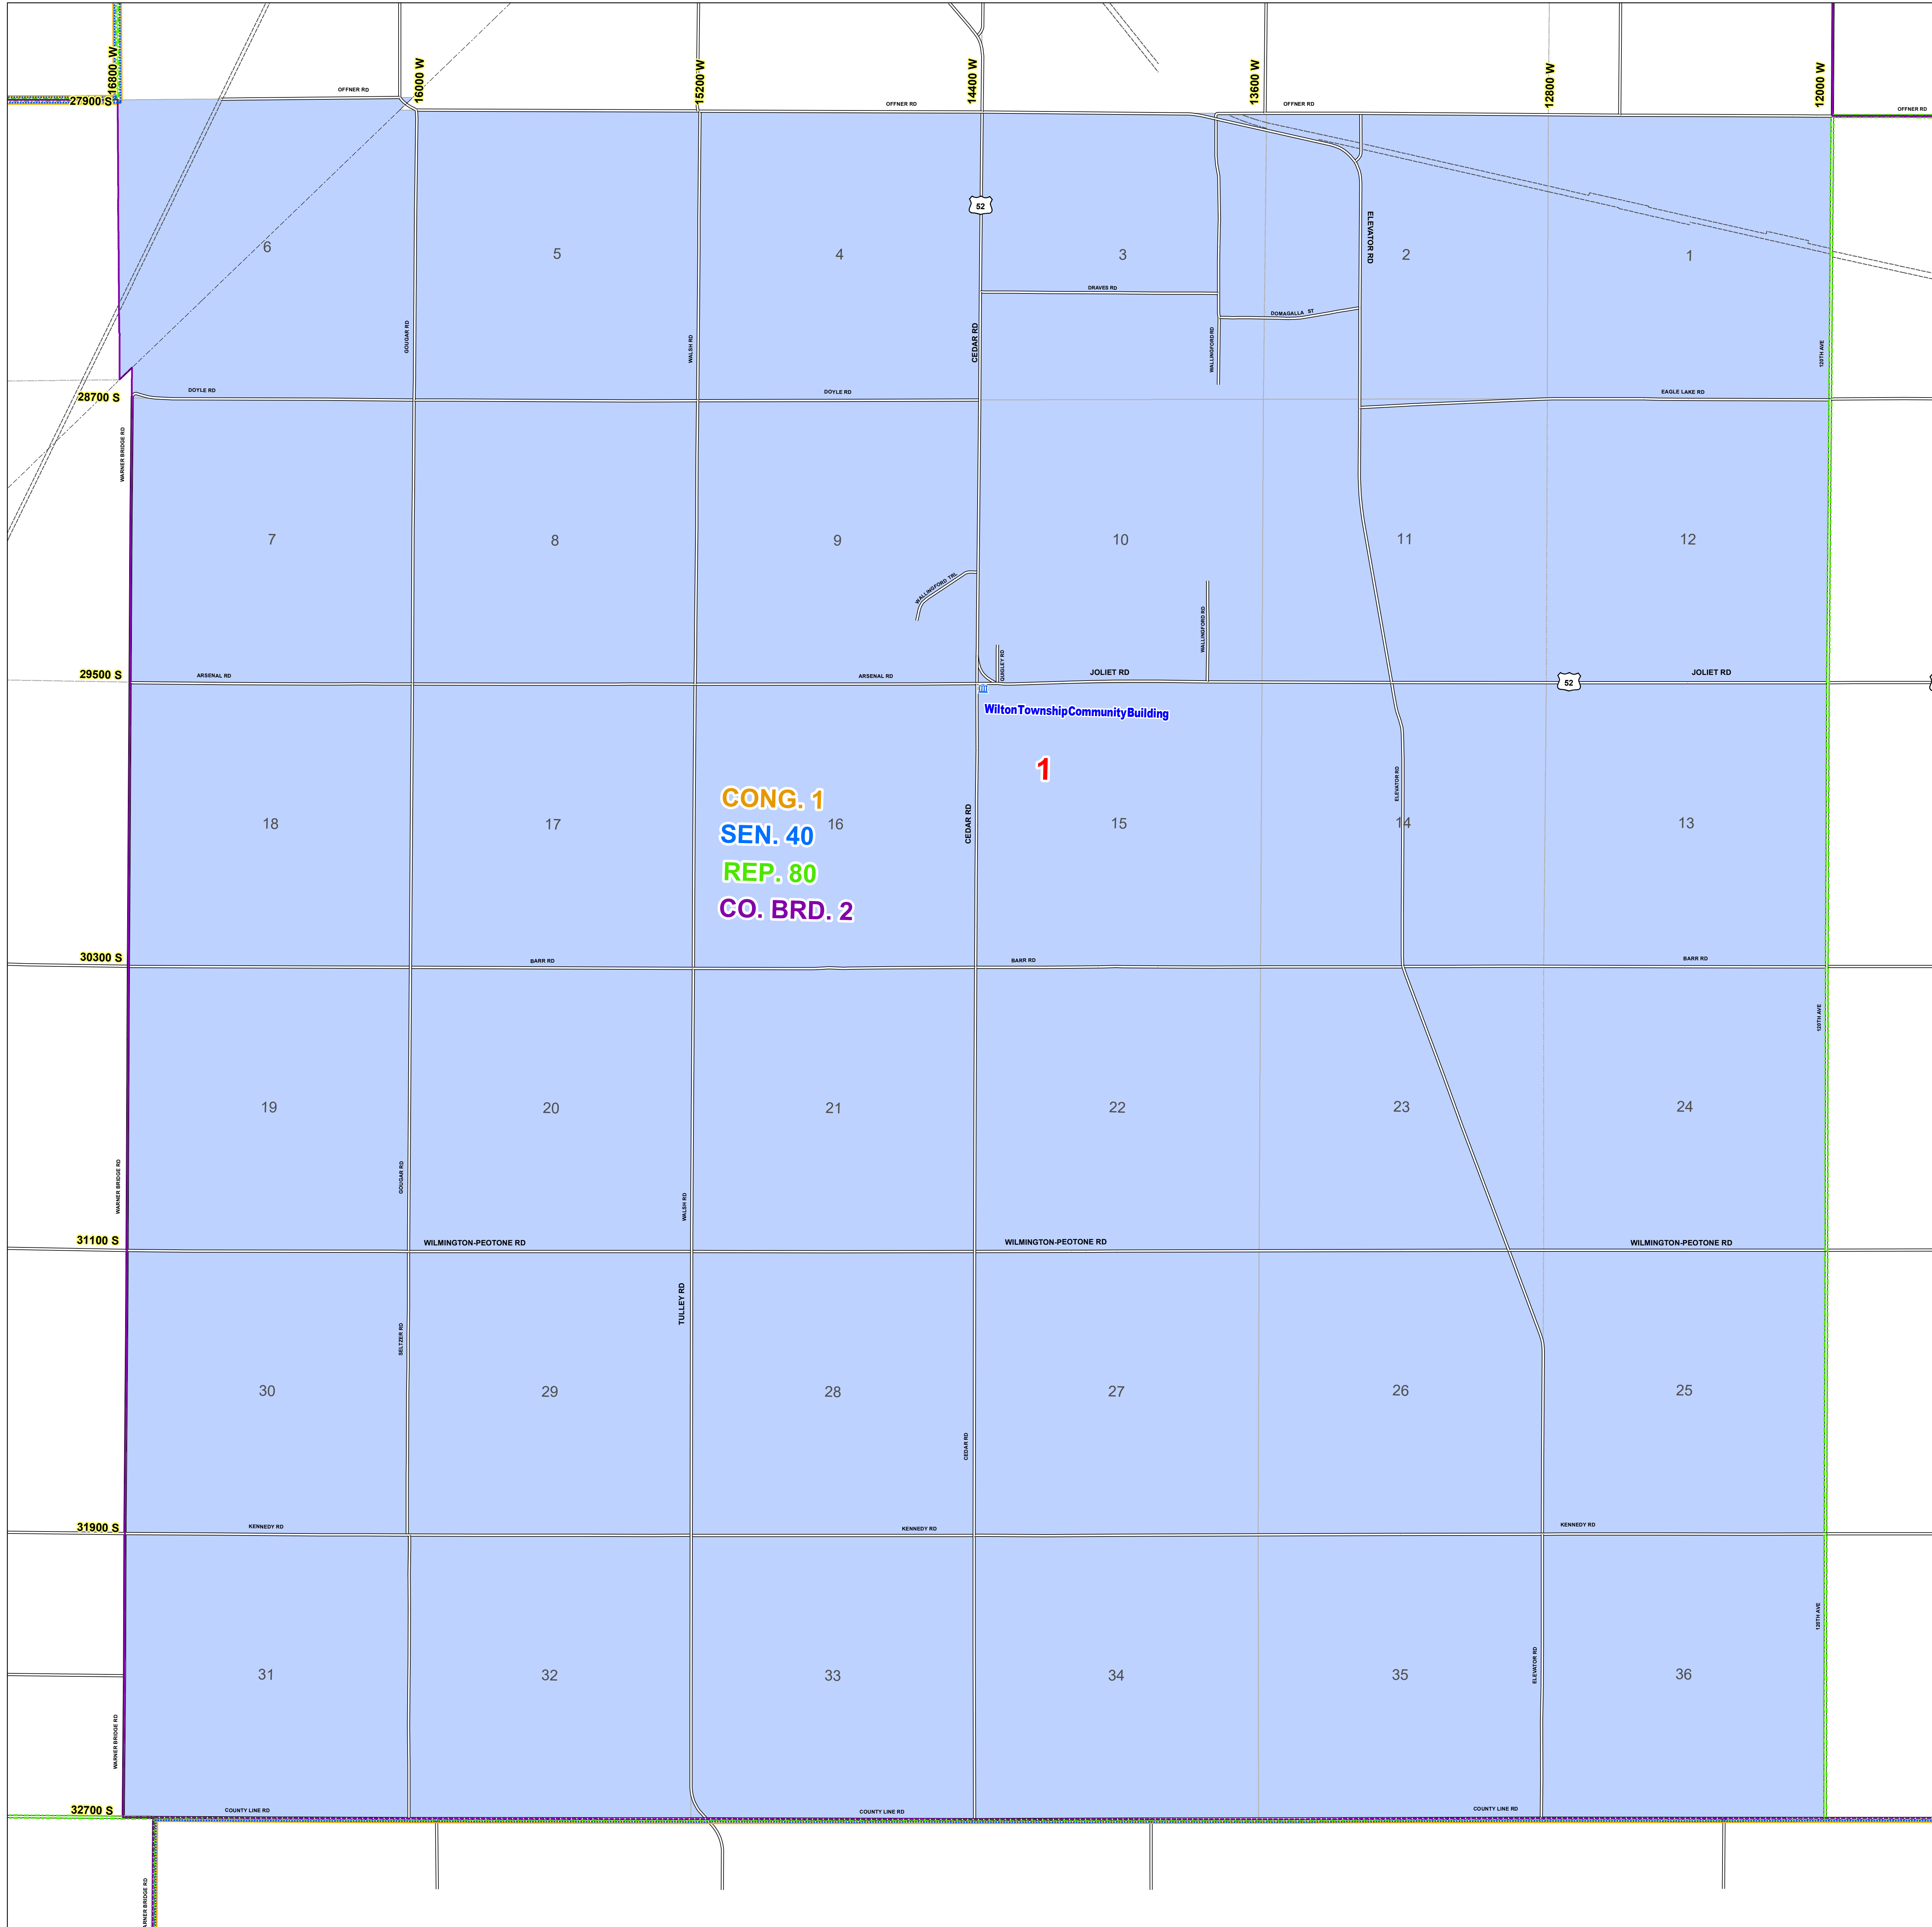 16800 W
16000 W
15200 W
14400 W
13600 W
12800 W
12000 W
27900 S
OFFNER RD
OFFNER RD
OFFNER RD
OFFNER RD
52
ELEVATOR RD
6
5
4
3
2
1
DRAVES RD
DOMAGALLA ST
GOUGAR RD
WALSH RD
CEDAR RD
WALLINGFORD RD
120TH AVE
28700 S
DOYLE RD
DOYLE RD
EAGLE LAKE RD
WARNER BRIDGE RD
7
8
9
10
11
12
WALLINGFORD TRL
WALLINGFORD RD
QUIGLEY RD
29500 S
ARSENAL RD
ARSENAL RD
JOLIET RD
52
JOLIET RD
Wilton Township Community Building
1
CONG. 1
SEN. 40
REP. 80
CO. BRD. 2
ELEVATOR RD
CEDAR RD
18
17
16
15
14
13
30300 S
BARR RD
BARR RD
BARR RD
120TH AVE
19
20
21
22
23
24
WARNER BRIDGE RD
GOUGAR RD
WALSH RD
31100 S
WILMINGTON-PEOTONE RD
WILMINGTON-PEOTONE RD
WILMINGTON-PEOTONE RD
TULLEY RD
SELTZER RD
30
29
28
27
26
25
CEDAR RD
31900 S
KENNEDY RD
KENNEDY RD
KENNEDY RD
120TH AVE
31
32
33
34
35
36
ELEVATOR RD
WARNER BRIDGE RD
32700 S
COUNTY LINE RD
COUNTY LINE RD
COUNTY LINE RD
ARNER BRIDGE RD